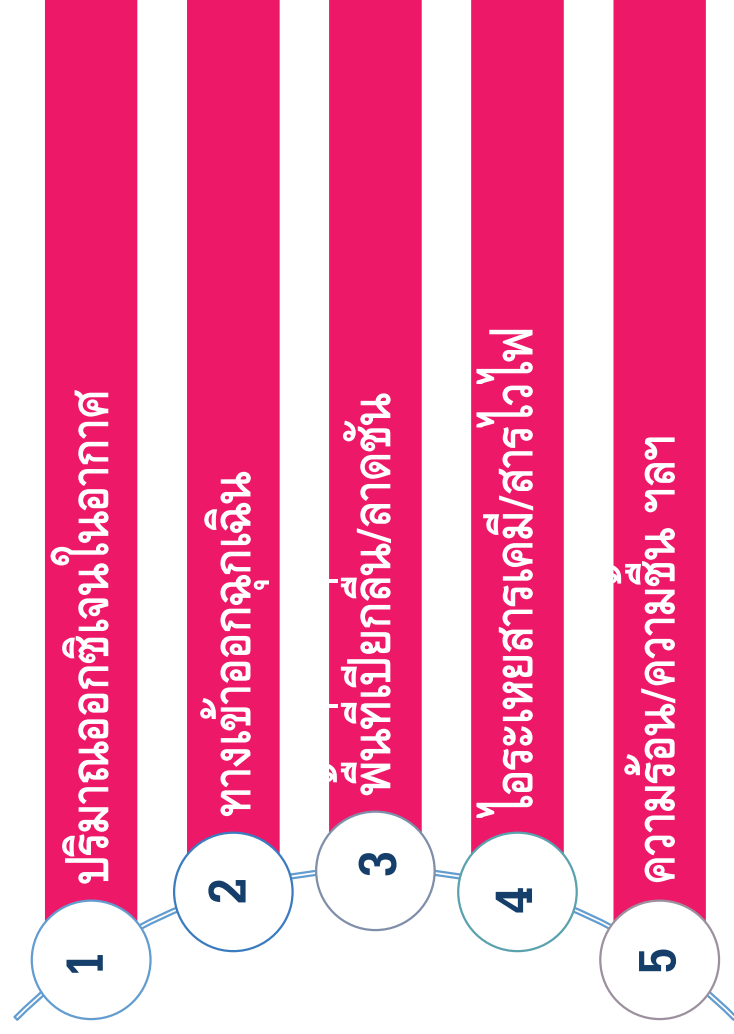 1 ปริมาณออกซิเจนในอากาศ
2 ทางเข้าออกฉุกเฉิน
3 พื้นที่เปียกลื่น/ลาดชัน
4 ไอระเหยสารเคมี/สารไวไฟ
5 ความร้อน/ความชื้น ฯลฯ